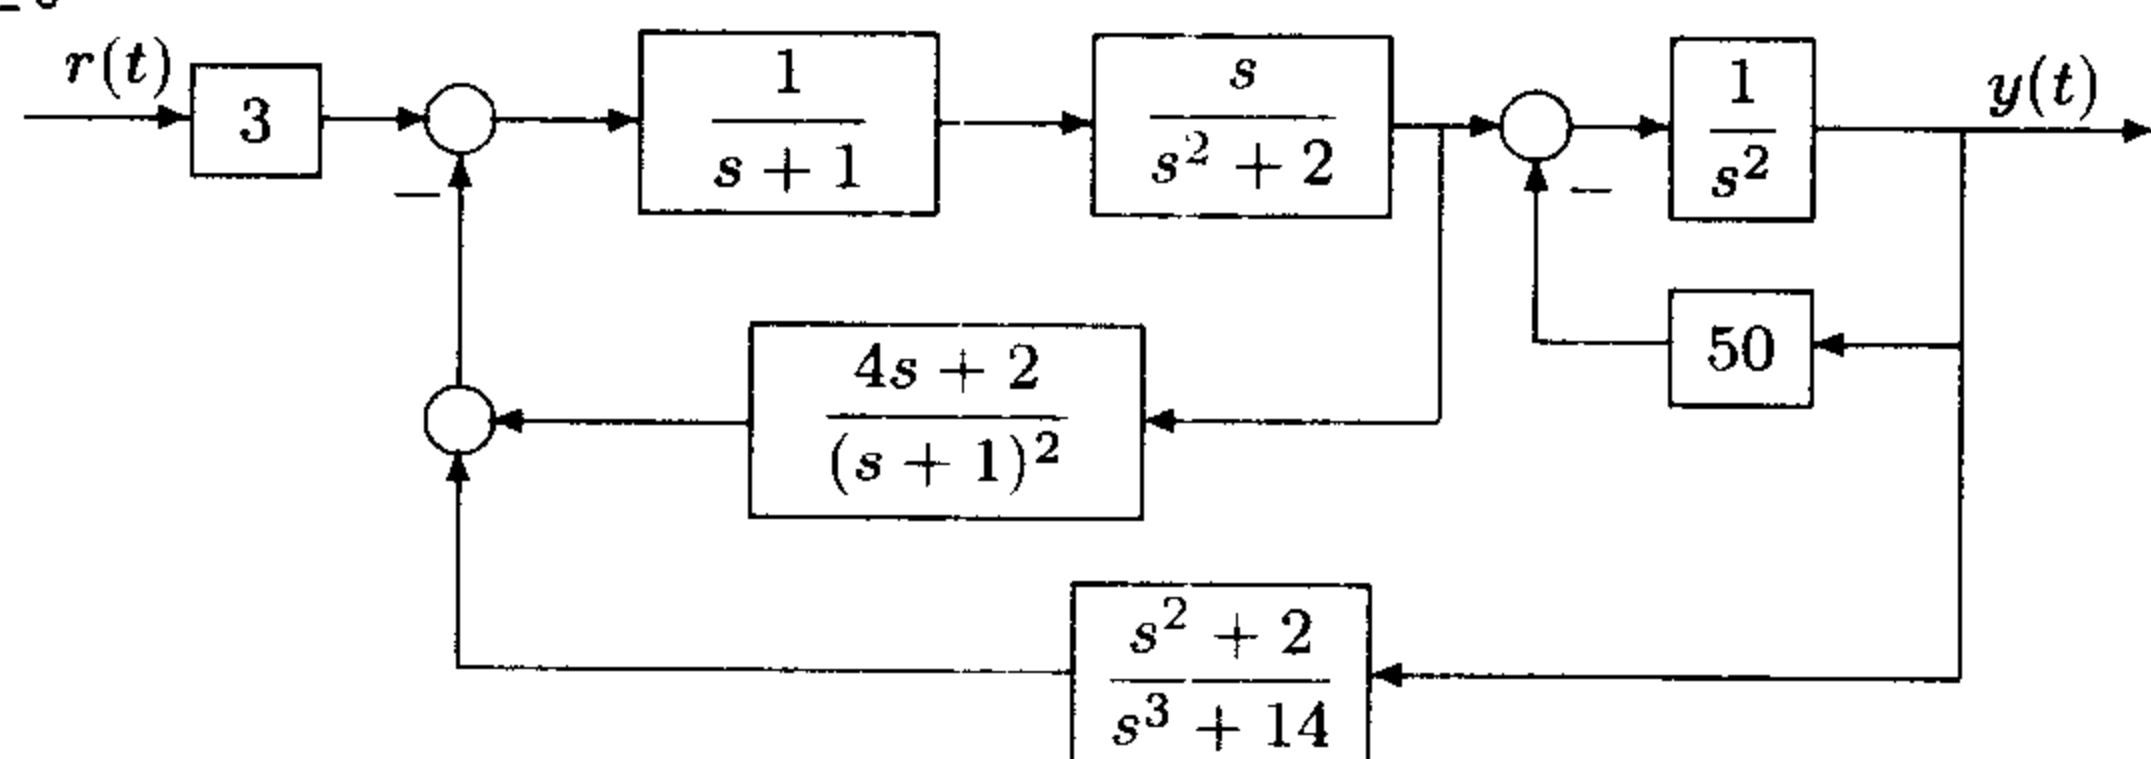 r(t)
3
1
s + 1
s
s² + 2
1
s²
y(t)
−
−
50
4s + 2
(s + 1)²
s² + 2
s³ + 14